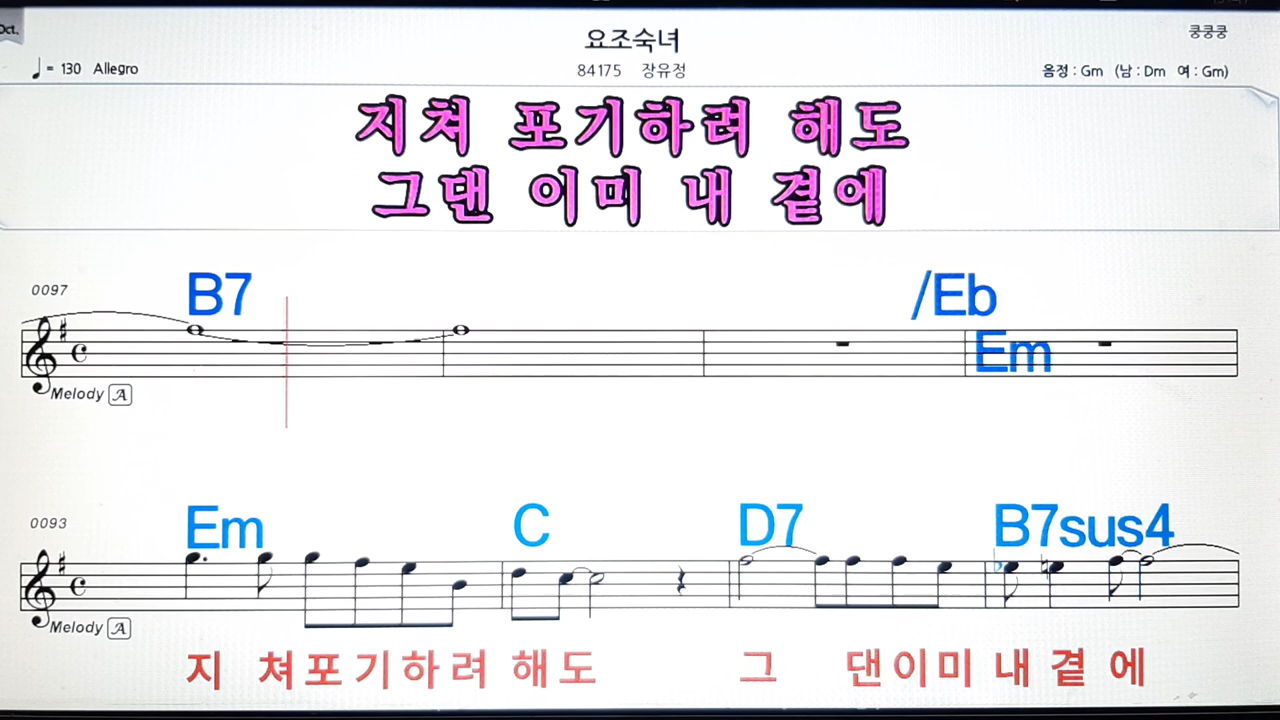 Oct.
요조숙녀
쿵쿵쿵
♩= 130 Allegro
84175 장유정
음정 : Gm (남 : Dm 여 : Gm)
지쳐 포기하려 해도
그댄 이미 내 곁에
0097
B7
/Eb
Em
Melody A
0093
Em C D7 B7sus4
Melody A
지 쳐포기하려 해도 그 댄이미 내 곁 에